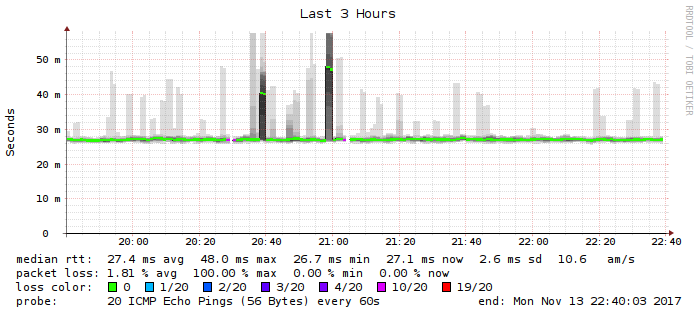 Last 3 Hours
RRDTOOL / TOBI OETIKER
Seconds
50 m
40 m
30 m
20 m
10 m
0
20:00 20:20 20:40 21:00 21:20 21:40 22:00 22:20 22:40
median rtt: 27.4 ms avg 48.0 ms max 26.7 ms min 27.1 ms now 2.6 ms sd 10.6 am/s
packet loss: 1.81 % avg 100.00 % max 0.00 % min 0.00 % now
loss color: 0 1/20 2/20 3/20 4/20 10/20 19/20
probe: 20 ICMP Echo Pings (56 Bytes) every 60s end: Mon Nov 13 22:40:03 2017